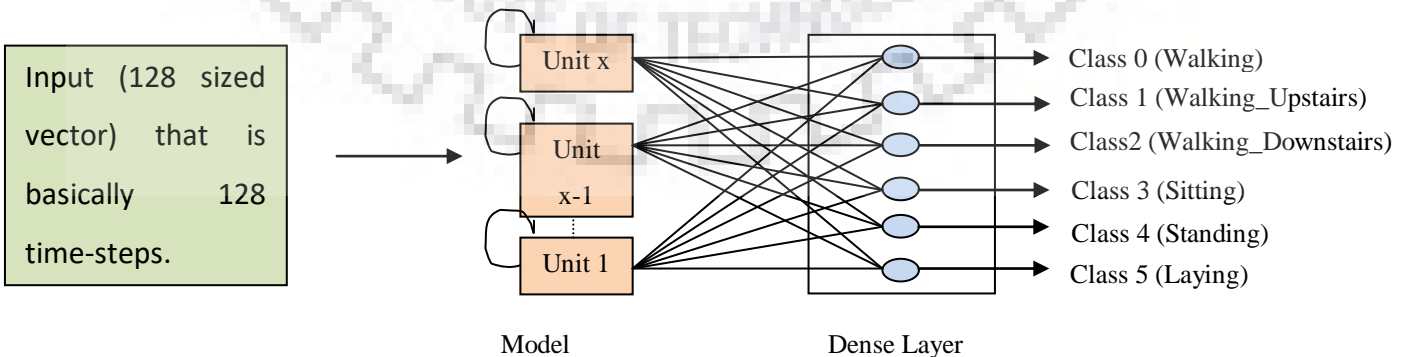 Input (128 sized
vector) that is
basically 128
time-steps.
Unit x
Unit
x-1
Unit 1
Model
Dense Layer
Class 0 (Walking)
Class 1 (Walking_Upstairs)
Class2 (Walking_Downstairs)
Class 3 (Sitting)
Class 4 (Standing)
Class 5 (Laying)